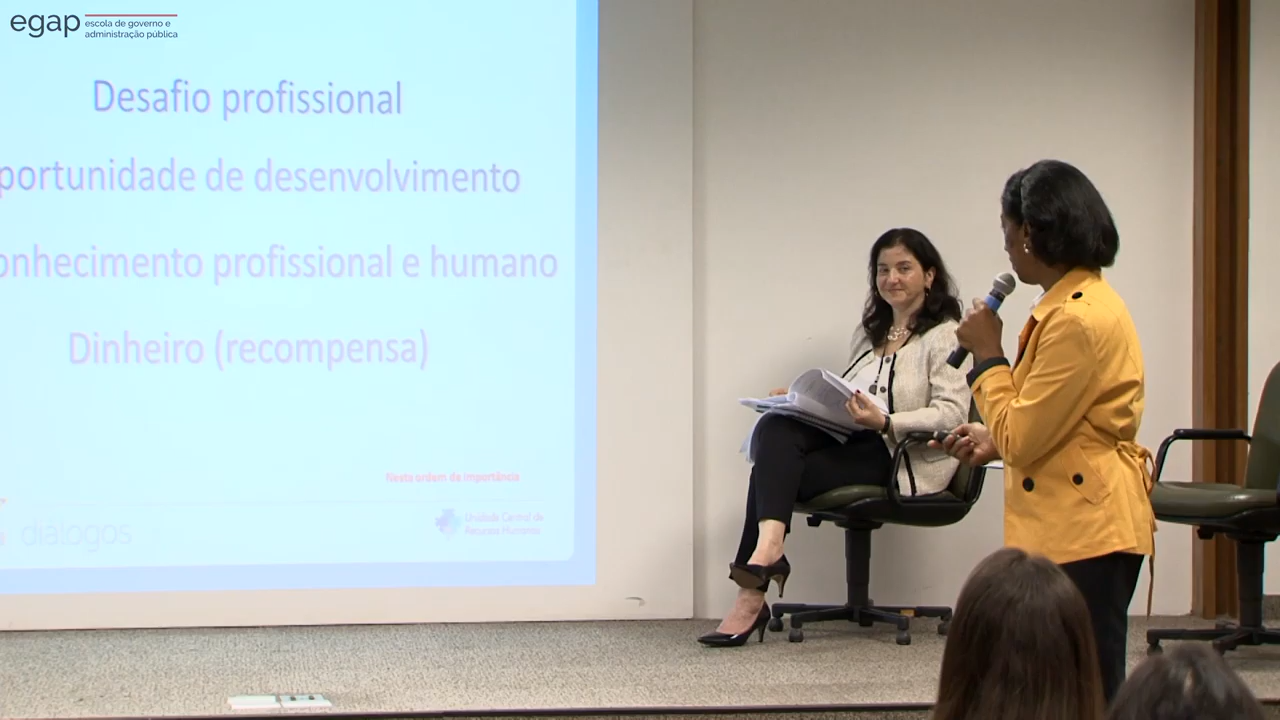 egap
escola de governo e
administração pública
Desafio profissional
portunidade de desenvolvimento
onhecimento profissional e humano
Dinheiro (recompensa)
Nesta ordem de importância
dialogos
Unidade Central de
Recursos Humanos